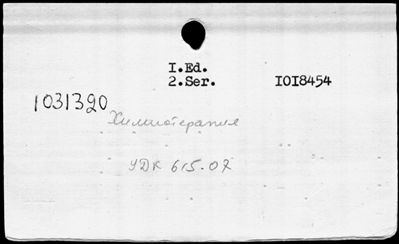 I.Ed.
2.Ser. IOI8454
1031320
Химиотерапия
УДК 615.07